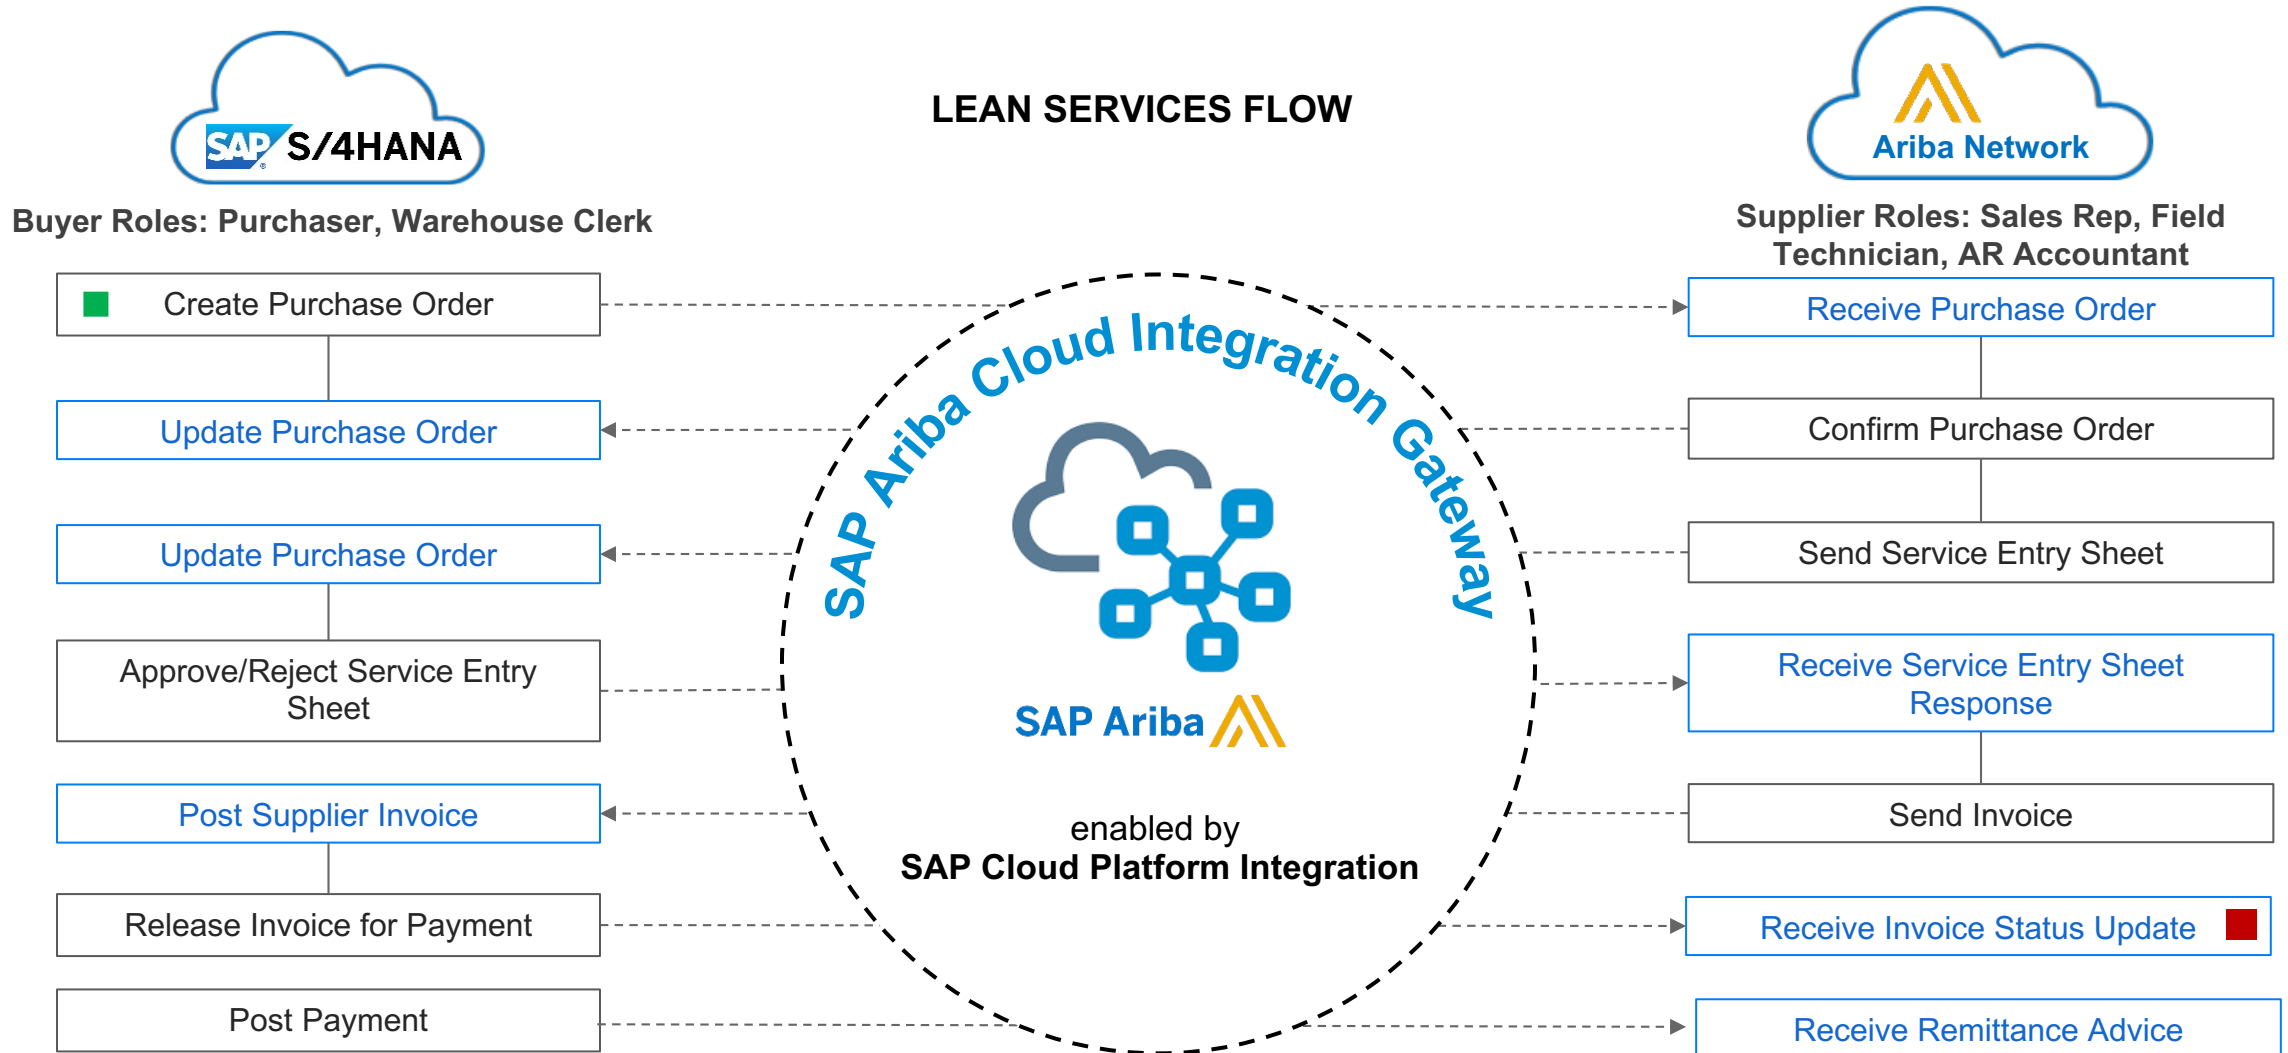 LEAN SERVICES FLOW
SAP® S/4HANA
Buyer Roles: Purchaser, Warehouse Clerk
Create Purchase Order
Update Purchase Order
Update Purchase Order
Approve/Reject Service Entry
Sheet
Post Supplier Invoice
Release Invoice for Payment
Post Payment
SAP Ariba Cloud Integration Gateway
SAP Ariba
enabled by
SAP Cloud Platform Integration
Ariba Network
Supplier Roles: Sales Rep, Field
Technician, AR Accountant
Receive Purchase Order
Confirm Purchase Order
Send Service Entry Sheet
Receive Service Entry Sheet
Response
Send Invoice
Receive Invoice Status Update
Receive Remittance Advice